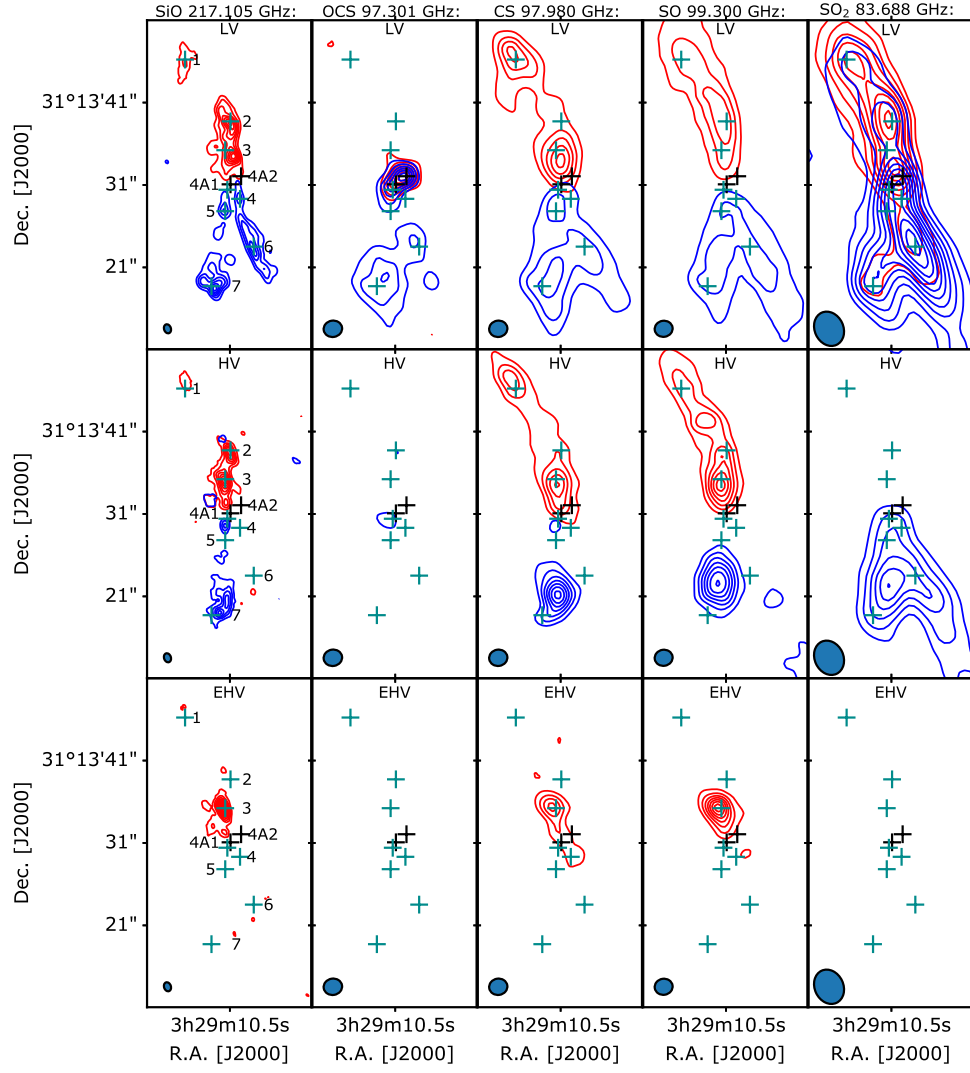 SiO 217.105 GHz: OCS 97.301 GHz: CS 97.980 GHz: SO 99.300 GHz: SO₂ 83.688 GHz:
LV LV LV LV LV
1
31°13'41"
2
3
4A2
31"
4A1
4
5
6
21"
7
Dec. [J2000]
HV HV HV HV HV
1
31°13'41"
2
3
4A2
31"
4A1
4
5
6
21"
7
Dec. [J2000]
EHV EHV EHV EHV EHV
1
31°13'41"
2
3
4A2
31"
4A1
4
5
6
21"
7
Dec. [J2000]
3h29m10.5s 3h29m10.5s 3h29m10.5s 3h29m10.5s 3h29m10.5s
R.A. [J2000] R.A. [J2000] R.A. [J2000] R.A. [J2000] R.A. [J2000]